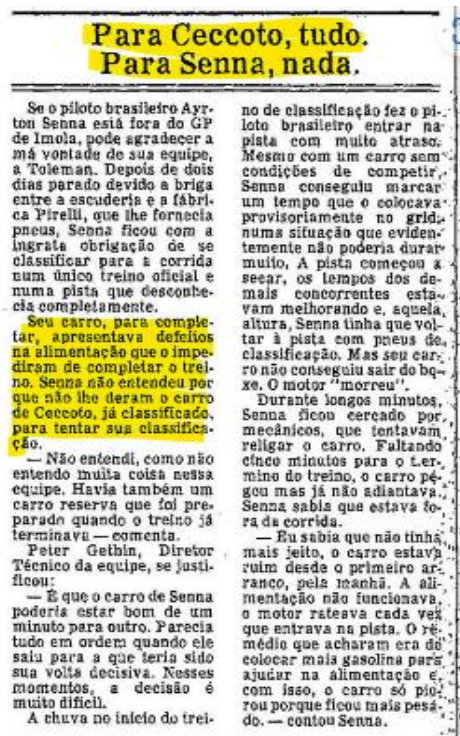 Para Ceccoto, tudo.
Para Senna, nada.
Se o piloto brasileiro Ayr-
ton Senna está fora do GP
de Imola, pode agradecer a
má vontade de sua equipe,
a Toleman. Depois de dois
dias parado devido a briga
entre a escuderia e a fábri-
ca Pirelli, que lhe fornecia
pneus, Senna ficou com a
ingrata obrigação de se
classificar para a corrida
num único treino oficial e
numa pista que desconhe-
cia completamente.
Seu carro, para comple-
tar, apresentava defeitos
na alimentação que o impe-
diram de completar o trei-
no. Senna não entendeu por
que não lhe deram o carro
de Ceccoto, já classificado,
para tentar sua classifica-
ção.
— Não entendi, como não
entendo muita coisa nessa
equipe. Havia também um
carro reserva que foi pre-
parado quando o treino já
terminava — comenta.
Peter Gethin, Diretor
Técnico da equipe, se justi-
ficou:
— É que o carro de Senna
poderia estar bom de um
minuto para outro. Parecia
tudo em ordem quando ele
saiu para a que teria sido
sua volta decisiva. Nesses
momentos, a decisão é
muito difícil.
A chuva no início do trei-
no de classificação fez o pi-
loto brasileiro entrar na
pista com muito atraso.
Mesmo com um carro sem
condições de competir,
Senna conseguiu marcar
um tempo que o colocava
provisoriamente no grid,
numa situação que eviden-
temente não poderia durar
muito. A pista começou a
secar, os tempos dos de-
mais concorrentes esta-
vam melhorando e, aquela
altura, Senna tinha que vol-
tar à pista com pneus de
classificação. Mas seu car-
ro não conseguiu sair do bo-
xe. O motor "morreu".
Durante longos minutos,
Senna ficou cercado por
mecânicos, que tentavam
religar o carro. Faltando
cinco minutos para o tér-
mino do treino, o carro pe-
gou mas já não adiantava.
Senna sabia que estava fo-
ra da corrida.
— Eu sabia que não tinha
mais jeito, o carro estava
ruim desde o primeiro ar-
ranco, pela manhã. A ali-
mentação não funcionava,
o motor rateava cada vez
que entrava na pista. O re-
médio que acharam era de
colocar mais gasolina para
ajudar na alimentação e,
com isso, o carro só pio-
rou porque ficou mais pesa-
do. — contou Senna.